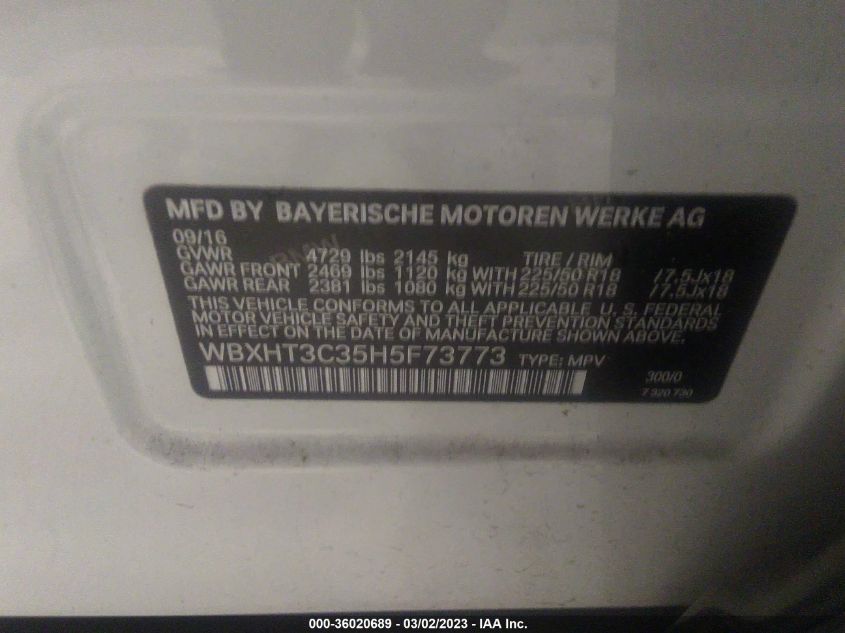 MFD BY BAYERISCHE MOTOREN WERKE AG
09/16
GVWR 4729 lbs 2145 kg TIRE / RIM
GAWR FRONT 2469 lbs 1120 kg WITH 225/50 R18 /7.5Jx18
GAWR REAR 2381 lbs 1080 kg WITH 225/50 R18 /7.5Jx18
THIS VEHICLE CONFORMS TO ALL APPLICABLE U. S. FEDERAL
MOTOR VEHICLE SAFETY AND THEFT PREVENTION STANDARDS
IN EFFECT ON THE DATE OF MANUFACTURE SHOWN ABOVE.
WBXHT3C35H5F73773 TYPE: MPV
300/0
7 320 730
000-36020689 - 03/02/2023 - IAA Inc.